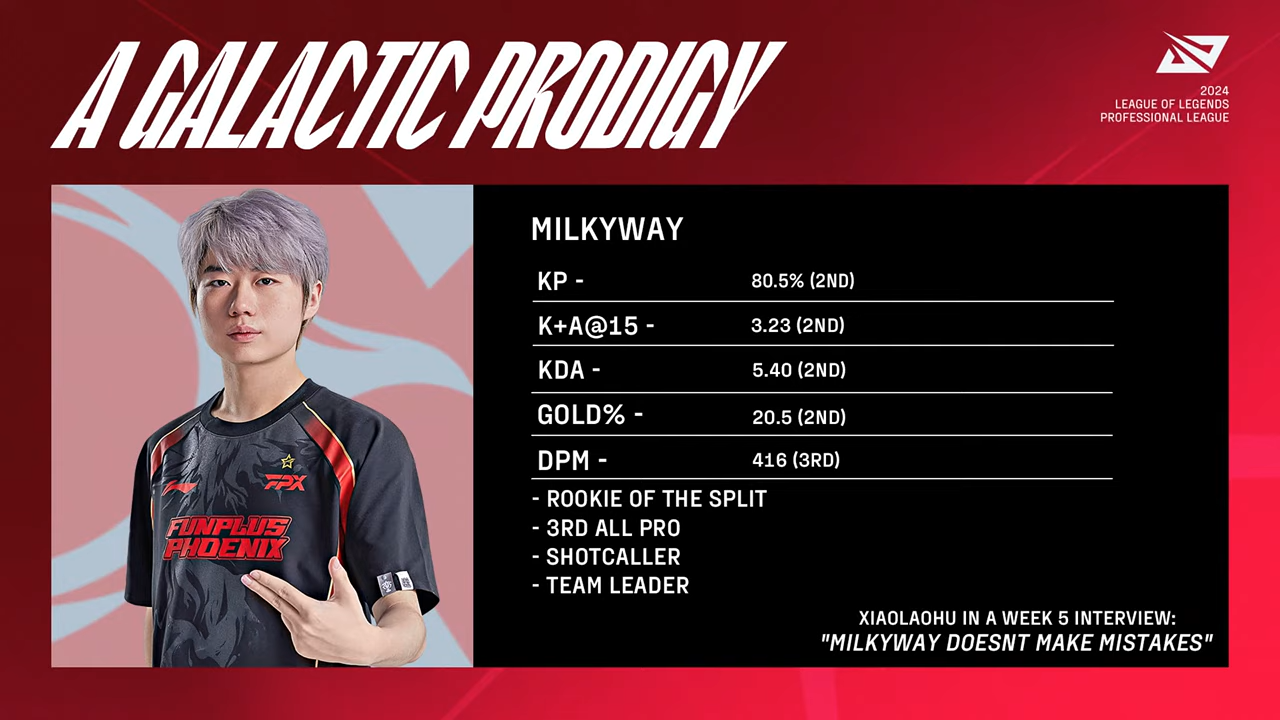 A GALACTIC PRODIGY
2024
LEAGUE OF LEGENDS
PROFESSIONAL LEAGUE
MILKYWAY
KP - 80.5% (2ND)
K+A@15 - 3.23 (2ND)
KDA - 5.40 (2ND)
GOLD% - 20.5 (2ND)
DPM - 416 (3RD)
- ROOKIE OF THE SPLIT
- 3RD ALL PRO
- SHOTCALLER
- TEAM LEADER
XIAOLAOHU IN A WEEK 5 INTERVIEW:
"MILKYWAY DOESNT MAKE MISTAKES"
FPX
FUNPLUS
PHOENIX